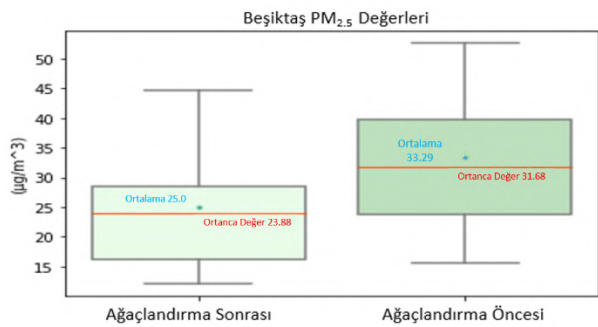 Beşiktaş PM2.5 Değerleri
(µg/m^3)
50
45
40
35
30
25
20
15
Ortalama 25.0
Ortanca Değer 23.88
Ortalama
33.29
Ortanca Değer 31.68
Ağaçlandırma Sonrası
Ağaçlandırma Öncesi